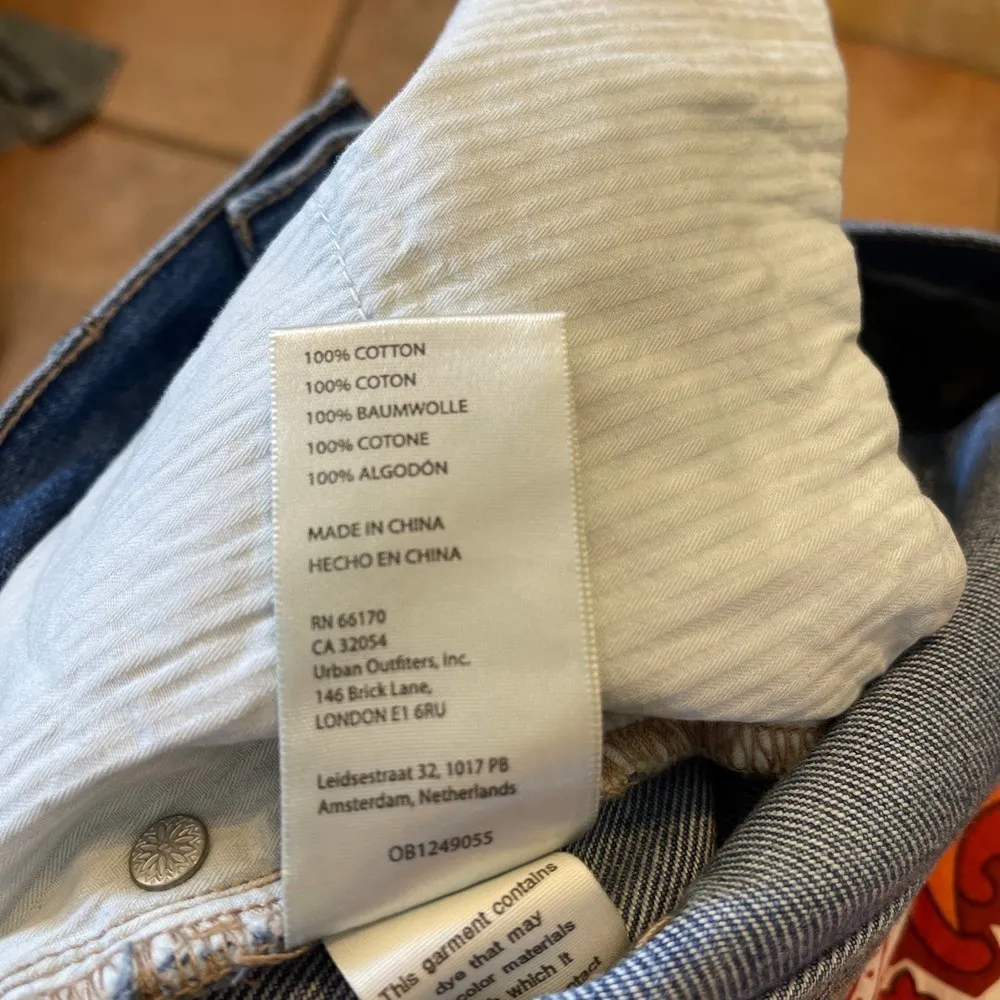 100% COTTON
100% COTON
100% BAUMWOLLE
100% COTONE
100% ALGODÓN
MADE IN CHINA
HECHO EN CHINA
RN 66170
CA 32054
Urban Outfiters, Inc.
146 Brick Lane,
LONDON E1 6RU
Leidsestraat 32, 1017 PB
Amsterdam, Netherlands
OB1249055
This garment contains
dye that may
color materials
which it